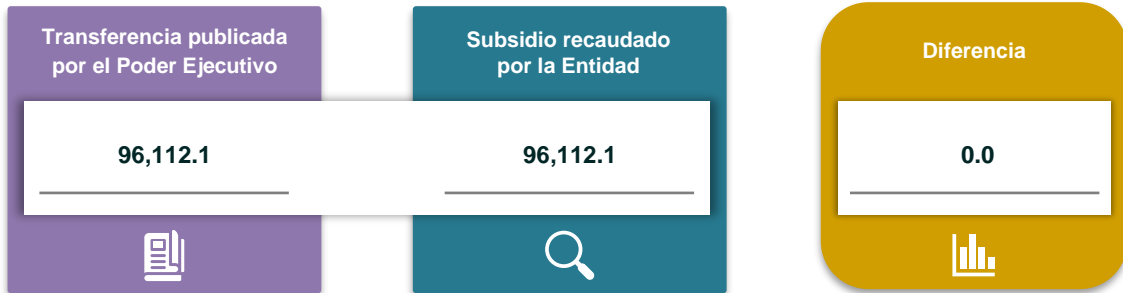 Transferencia publicada
por el Poder Ejecutivo
96,112.1
Subsidio recaudado
por la Entidad
96,112.1
Diferencia
0.0